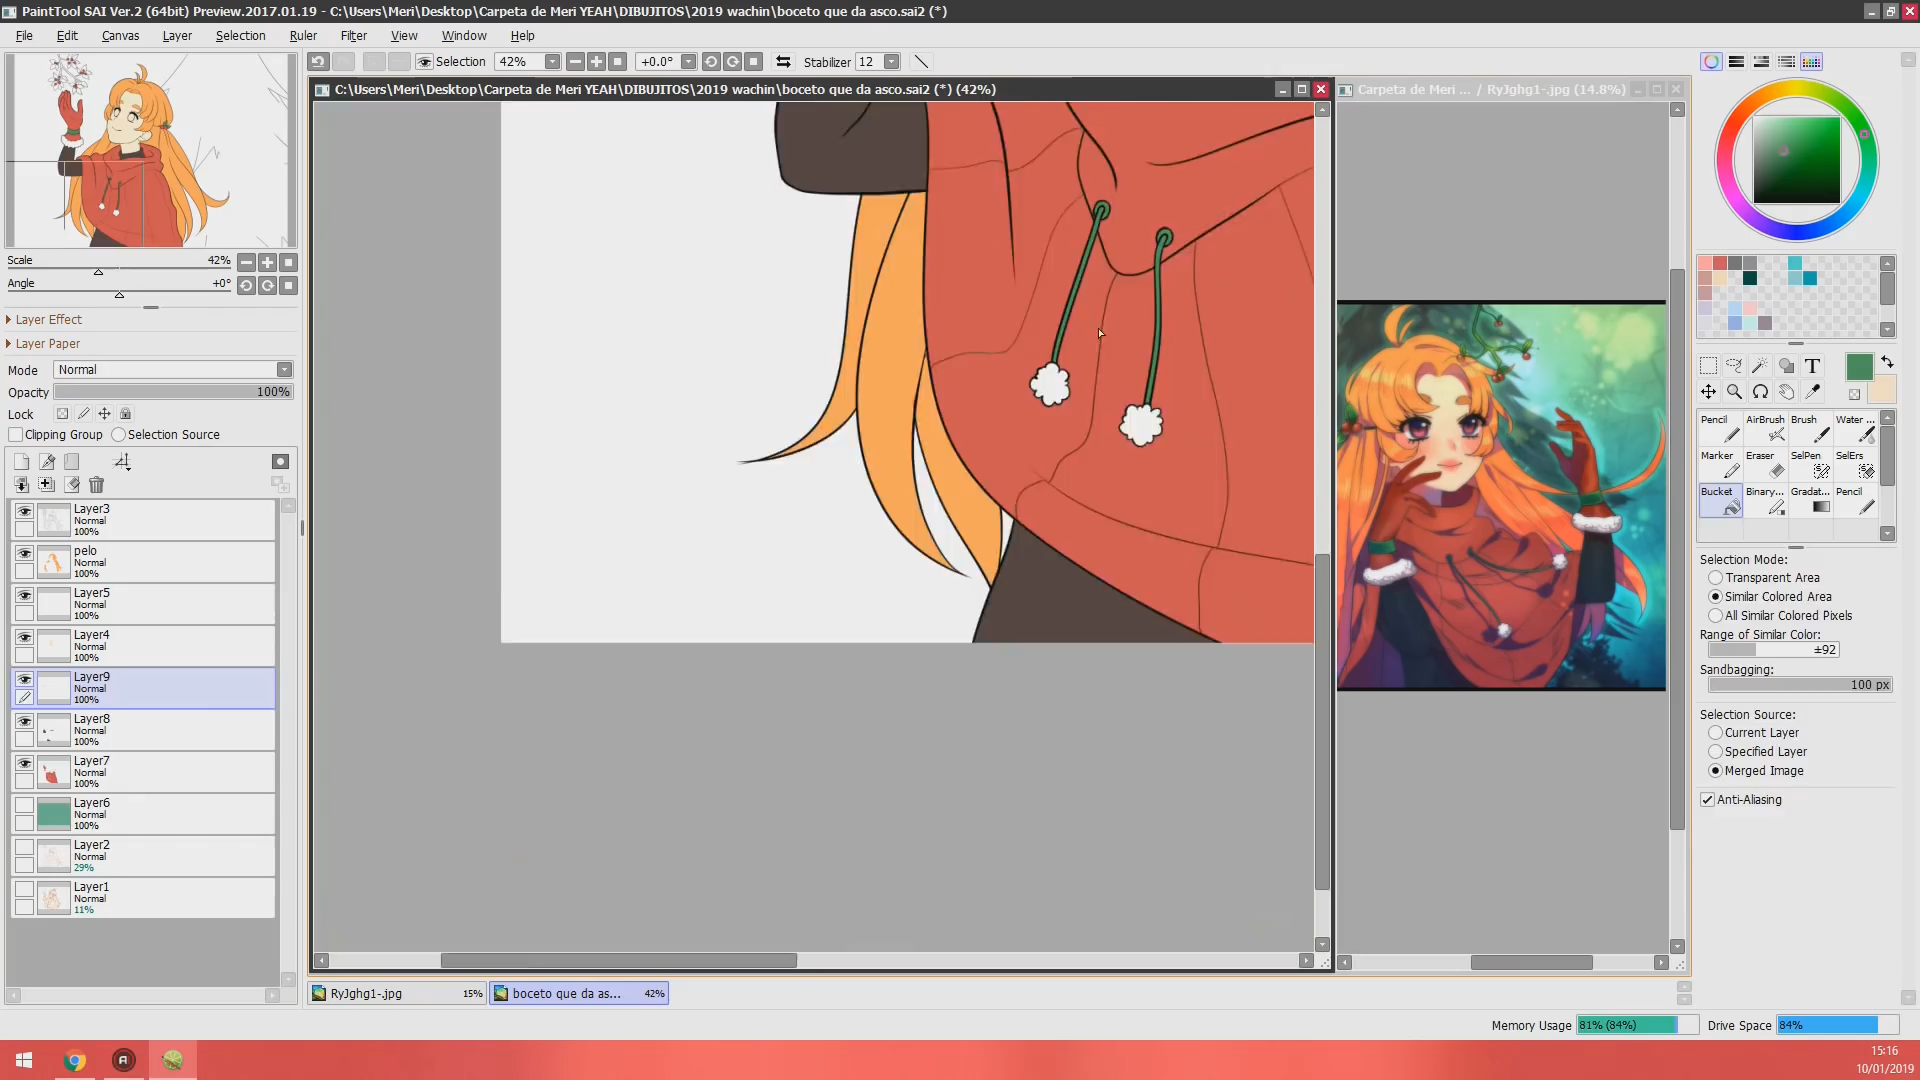 PaintTool SAI Ver.2 (64bit) Preview.2017.01.19 - C:\Users\Meri\Desktop\Carpeta de Meri YEAH\DIBUJITOS\2019 wachin\boceto que da asco.sai2 (*)
File Edit Canvas Layer Selection Ruler Filter View Window Help
Selection 42% +0.0° Stabilizer 12
C:\Users\Meri\Desktop\Carpeta de Meri YEAH\DIBUJITOS\2019 wachin\boceto que da asco.sai2 (*) (42%)
Carpeta de Meri ... / RyJghg1-.jpg (14.8%)
Scale 42%
Angle +0°
Layer Effect
Layer Paper
Mode Normal
Opacity 100%
Lock
Clipping Group Selection Source
Layer3
Normal
100%
pelo
Normal
100%
Layer5
Normal
100%
Layer4
Normal
100%
Layer9
Normal
100%
Layer8
Normal
100%
Layer7
Normal
100%
Layer6
Normal
100%
Layer2
Normal
29%
Layer1
Normal
11%
T
Pencil AirBrush Brush Water ...
Marker Eraser SelPen SelErs
Bucket Binary... Gradat... Pencil
Selection Mode:
Transparent Area
Similar Colored Area
All Similar Colored Pixels
Range of Similar Color:
±92
Sandbagging:
100 px
Selection Source:
Current Layer
Specified Layer
Merged Image
Anti-Aliasing
RyJghg1-.jpg 15% boceto que da as... 42%
Memory Usage 81% (84%) Drive Space 84%
15:16
10/01/2019